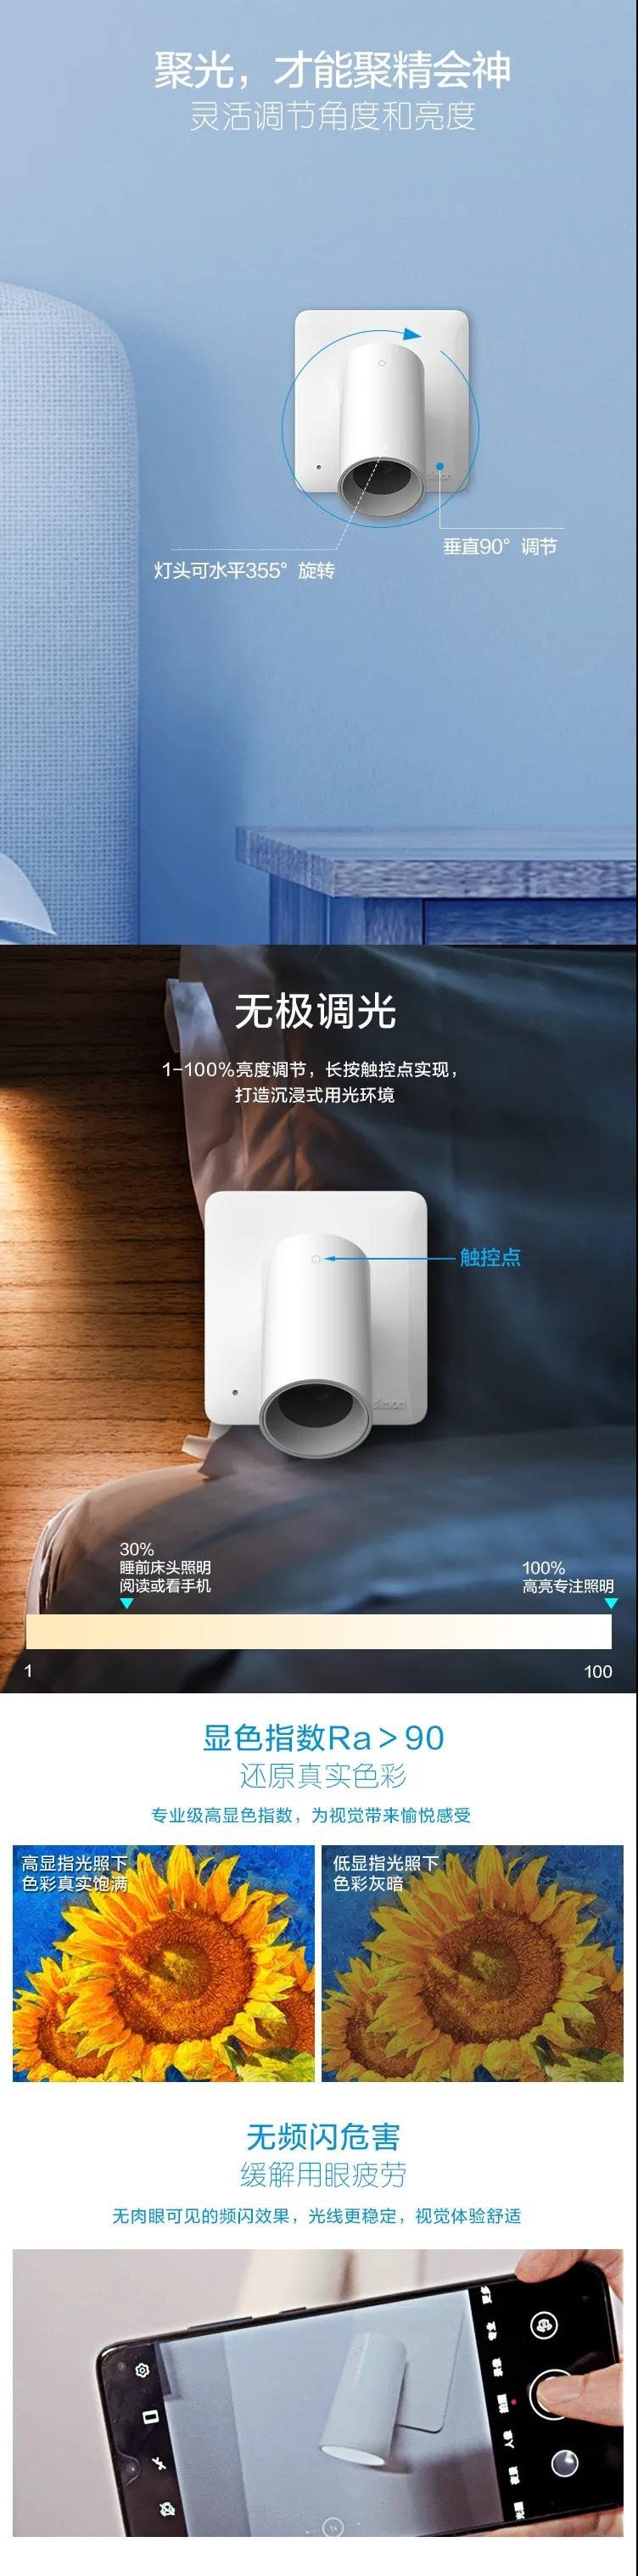 聚光，才能聚精会神
灵活调节角度和亮度
simon
垂直90°调节
灯头可水平355°旋转
无极调光
1-100%亮度调节，长按触控点实现，
打造沉浸式用光环境
触控点
simon
30%
睡前床头照明
阅读或看手机
100%
高亮专注照明
1
100
显色指数Ra>90
还原真实色彩
专业级高显色指数，为视觉带来愉悦感受
高显指光照下
色彩真实饱满
低显指光照下
色彩灰暗
无频闪危害
缓解用眼疲劳
无肉眼可见的频闪效果，光线更稳定，视觉体验舒适